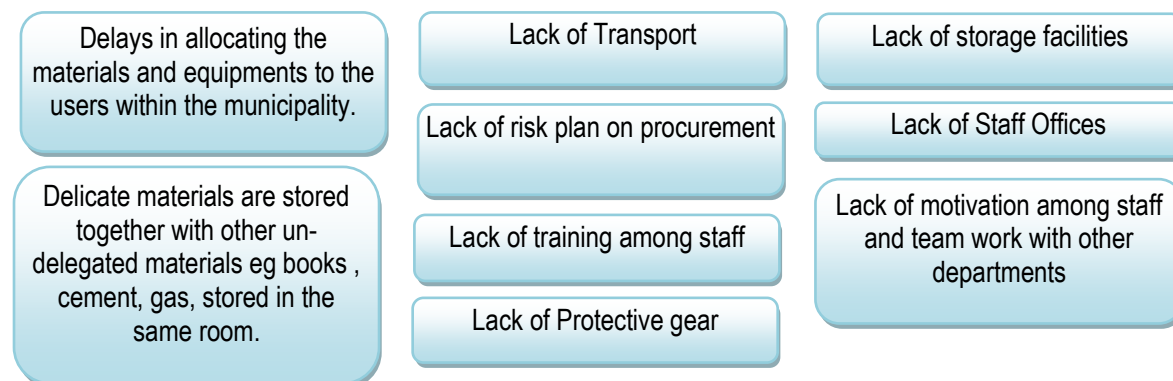 Delays in allocating the
materials and equipments to the
users within the municipality.
Delicate materials are stored
together with other un-
delegated materials eg books ,
cement, gas, stored in the
same room.
Lack of Transport
Lack of risk plan on procurement
Lack of training among staff
Lack of Protective gear
Lack of storage facilities
Lack of Staff Offices
Lack of motivation among staff
and team work with other
departments